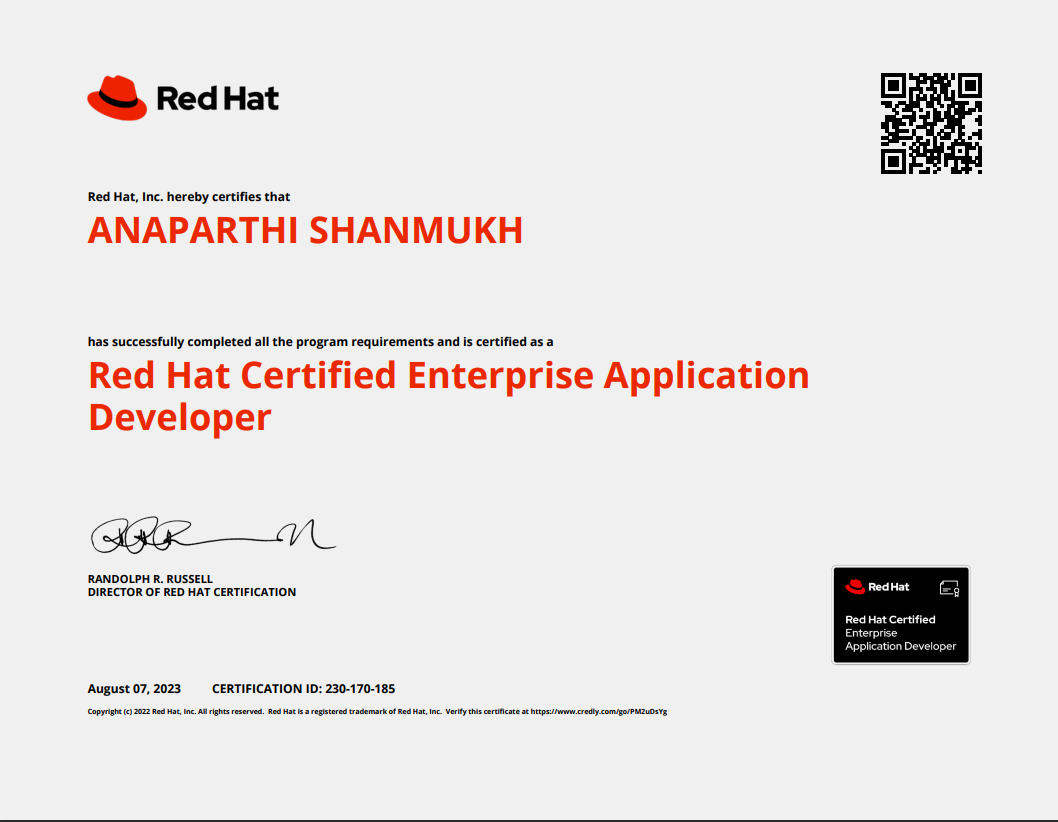 Red Hat
Red Hat, Inc. hereby certifies that
ANAPARTHI SHANMUKH
has successfully completed all the program requirements and is certified as a
Red Hat Certified Enterprise Application
Developer
RANDOLPH R. RUSSELL
DIRECTOR OF RED HAT CERTIFICATION
Red Hat
Red Hat Certified
Enterprise
Application Developer
August 07, 2023 CERTIFICATION ID: 230-170-185
Copyright (c) 2022 Red Hat, Inc. All rights reserved. Red Hat is a registered trademark of Red Hat, Inc. Verify this certificate at https://www.credly.com/go/PM2uDsYg